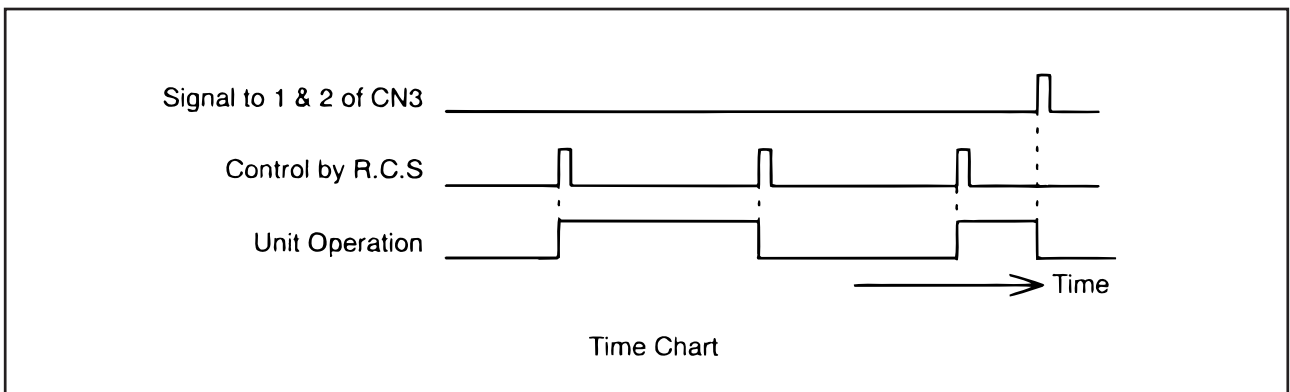 Signal to 1 & 2 of CN3
Control by R.C.S
Unit Operation
Time
Time Chart